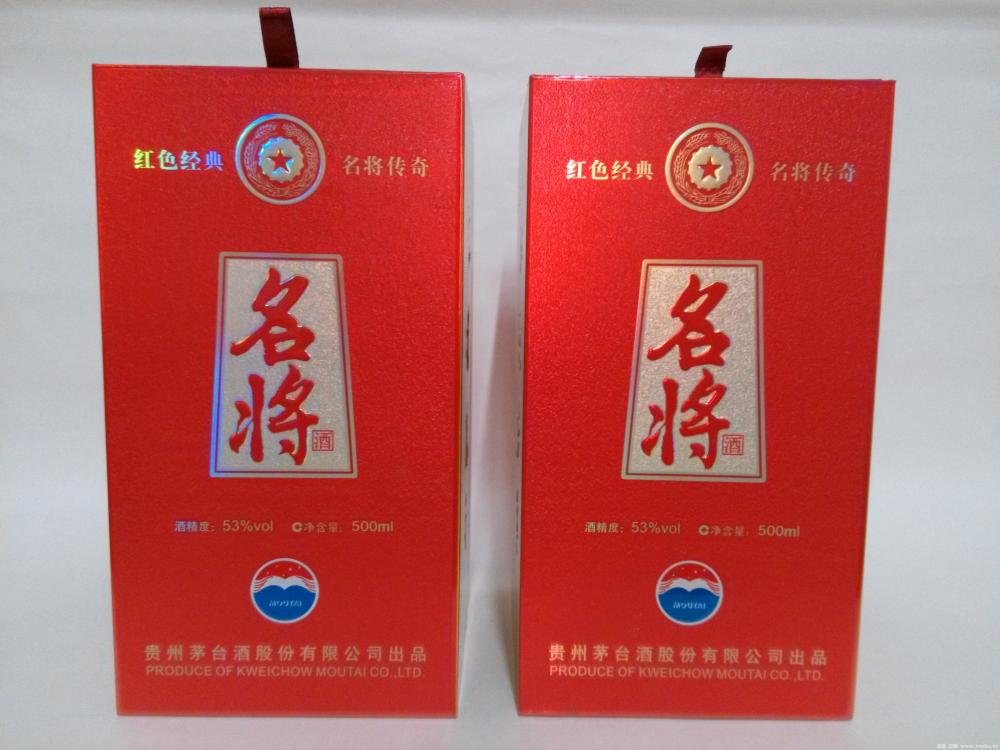 红色经典 名将传奇
名将
酒
酒精度：53%vol C净含量：500ml
MOUTAI
贵州茅台酒股份有限公司出品
PRODUCE OF KWEICHOW MOUTAI CO.,LTD.
红色经典 名将传奇
名将
酒
酒精度：53%vol C净含量：500ml
MOUTAI
贵州茅台酒股份有限公司出品
PRODUCE OF KWEICHOW MOUTAI CO.,LTD.